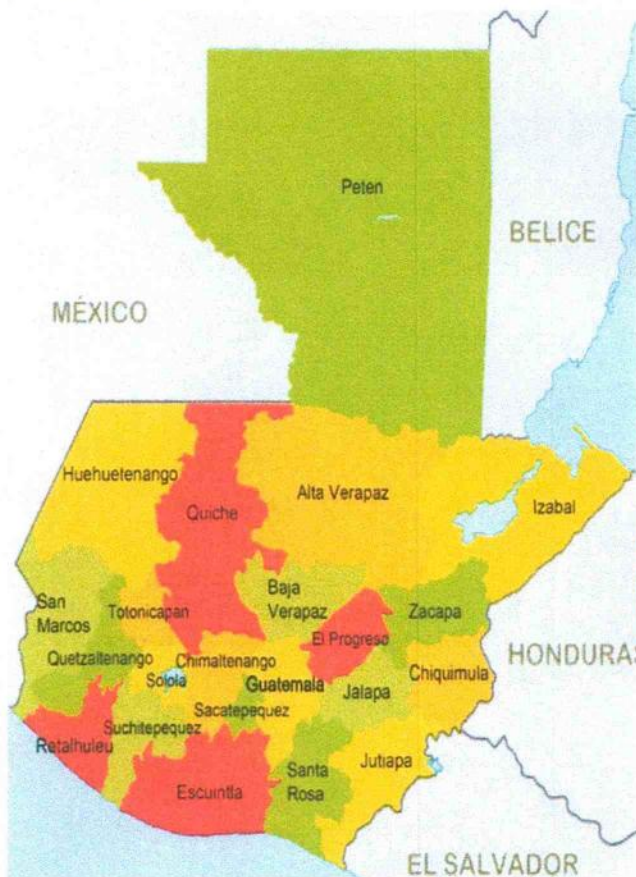 Peten
BELICE
MÉXICO
Huehuetenango
Quiche
Alta Verapaz
Izabal
San
Marcos
Totonicapan
Baja
Verapaz
Zacapa
El Progreso
HONDURAS
Quetzaltenango
Chimaltenango
Solola
Guatemala
Chiquimula
Jalapa
Sacatepequez
Suchitepequez
Retalhuleu
Escuintla
Santa
Rosa
Jutiapa
EL SALVADOR